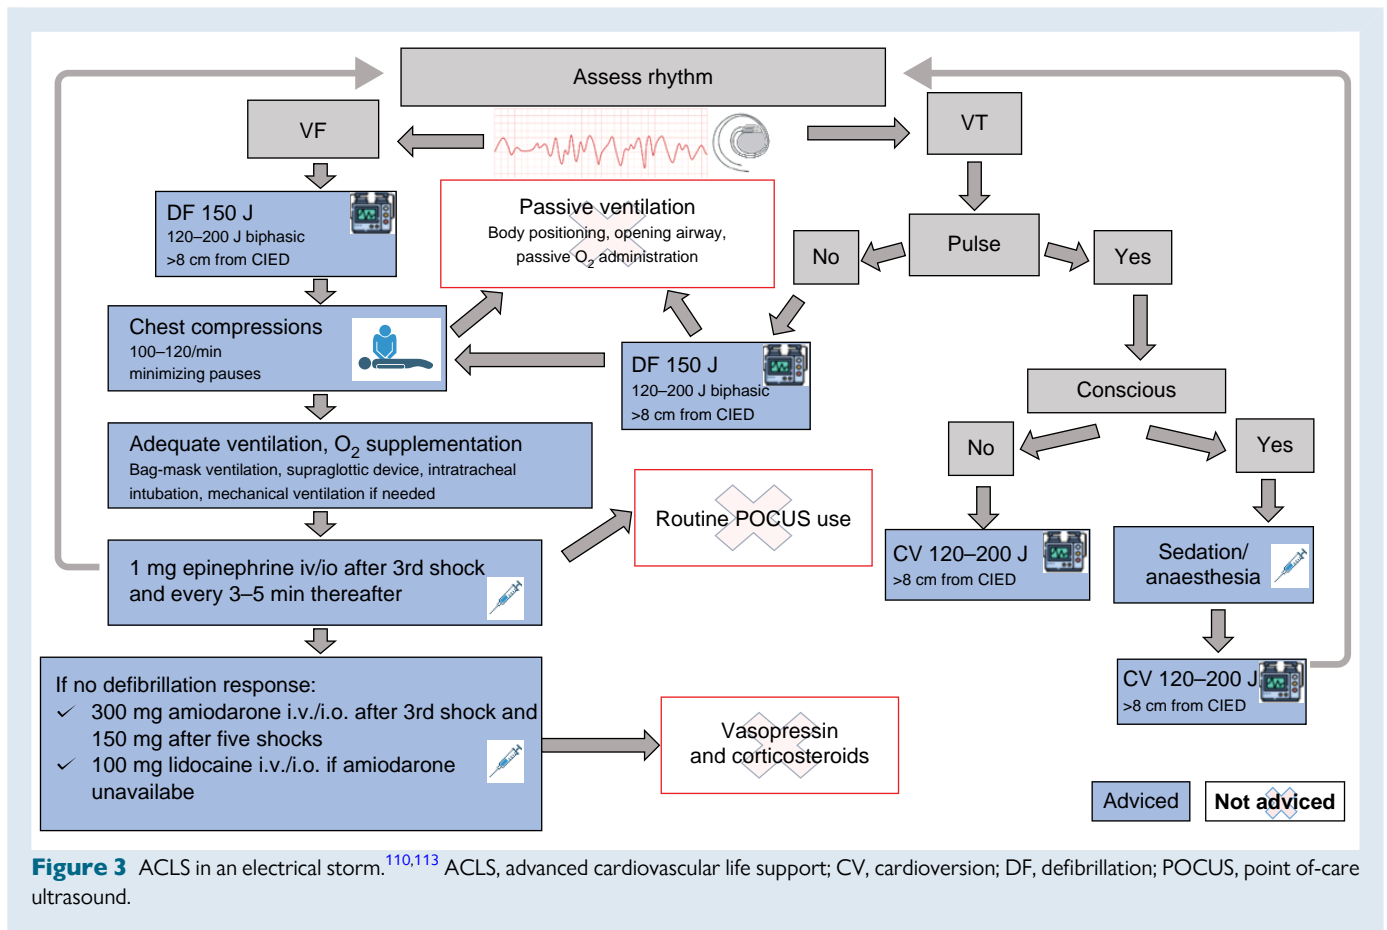 Assess rhythm
VF
VT
DF 150 J
120–200 J biphasic
>8 cm from CIED
Passive ventilation
Body positioning, opening airway,
passive O2 administration
Pulse
No
Yes
Chest compressions
100–120/min
minimizing pauses
DF 150 J
120–200 J biphasic
>8 cm from CIED
Conscious
No
Yes
Adequate ventilation, O2 supplementation
Bag-mask ventilation, supraglottic device, intratracheal
intubation, mechanical ventilation if needed
Routine POCUS use
CV 120–200 J
>8 cm from CIED
Sedation/
anaesthesia
1 mg epinephrine iv/io after 3rd shock
and every 3–5 min thereafter
CV 120–200 J
>8 cm from CIED
If no defibrillation response:
✓ 300 mg amiodarone i.v./i.o. after 3rd shock and
150 mg after five shocks
✓ 100 mg lidocaine i.v./i.o. if amiodarone
unavailabe
Vasopressin
and corticosteroids
Adviced
Not adviced
Figure 3 ACLS in an electrical storm.110,113 ACLS, advanced cardiovascular life support; CV, cardioversion; DF, defibrillation; POCUS, point of-care
ultrasound.